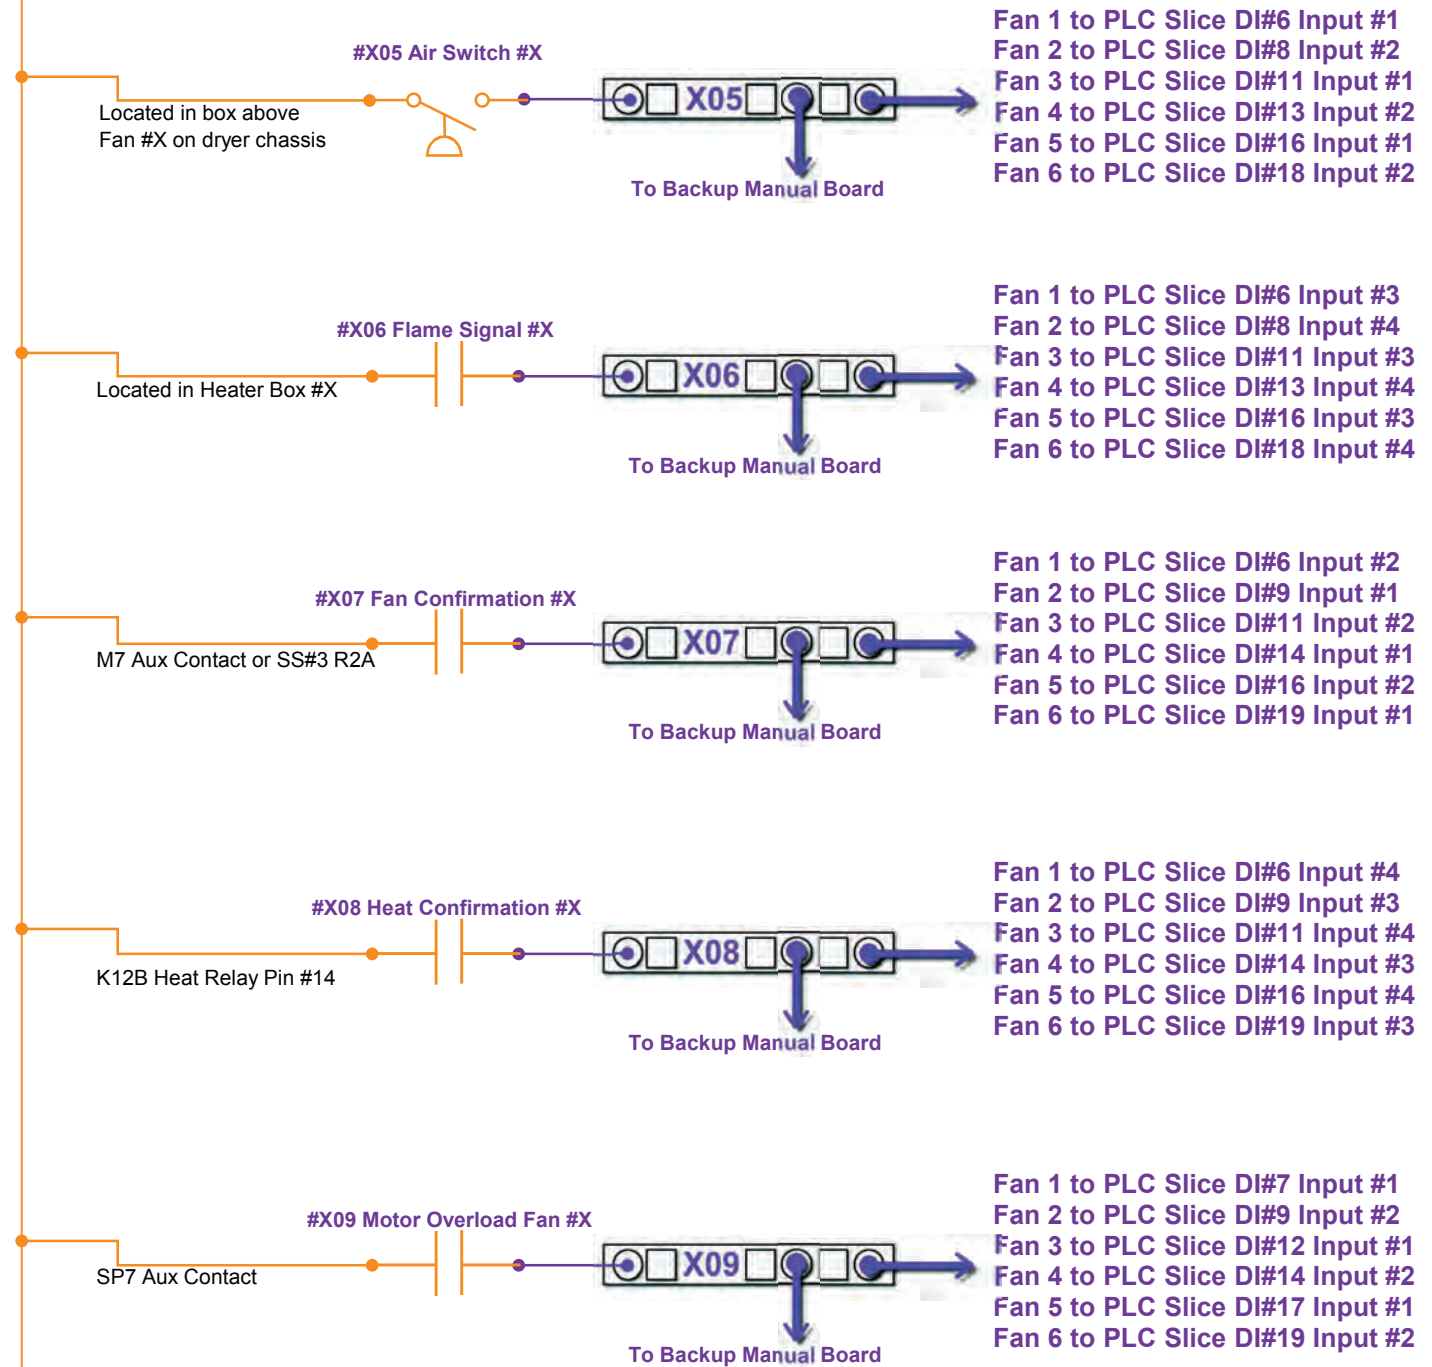 #X05 Air Switch #X
Located in box above
Fan #X on dryer chassis
X05
To Backup Manual Board
Fan 1 to PLC Slice DI#6 Input #1
Fan 2 to PLC Slice DI#8 Input #2
Fan 3 to PLC Slice DI#11 Input #1
Fan 4 to PLC Slice DI#13 Input #2
Fan 5 to PLC Slice DI#16 Input #1
Fan 6 to PLC Slice DI#18 Input #2
#X06 Flame Signal #X
Located in Heater Box #X
X06
To Backup Manual Board
Fan 1 to PLC Slice DI#6 Input #3
Fan 2 to PLC Slice DI#8 Input #4
Fan 3 to PLC Slice DI#11 Input #3
Fan 4 to PLC Slice DI#13 Input #4
Fan 5 to PLC Slice DI#16 Input #3
Fan 6 to PLC Slice DI#18 Input #4
#X07 Fan Confirmation #X
M7 Aux Contact or SS#3 R2A
X07
To Backup Manual Board
Fan 1 to PLC Slice DI#6 Input #2
Fan 2 to PLC Slice DI#9 Input #1
Fan 3 to PLC Slice DI#11 Input #2
Fan 4 to PLC Slice DI#14 Input #1
Fan 5 to PLC Slice DI#16 Input #2
Fan 6 to PLC Slice DI#19 Input #1
#X08 Heat Confirmation #X
K12B Heat Relay Pin #14
X08
To Backup Manual Board
Fan 1 to PLC Slice DI#6 Input #4
Fan 2 to PLC Slice DI#9 Input #3
Fan 3 to PLC Slice DI#11 Input #4
Fan 4 to PLC Slice DI#14 Input #3
Fan 5 to PLC Slice DI#16 Input #4
Fan 6 to PLC Slice DI#19 Input #3
#X09 Motor Overload Fan #X
SP7 Aux Contact
X09
To Backup Manual Board
Fan 1 to PLC Slice DI#7 Input #1
Fan 2 to PLC Slice DI#9 Input #2
Fan 3 to PLC Slice DI#12 Input #1
Fan 4 to PLC Slice DI#14 Input #2
Fan 5 to PLC Slice DI#17 Input #1
Fan 6 to PLC Slice DI#19 Input #2